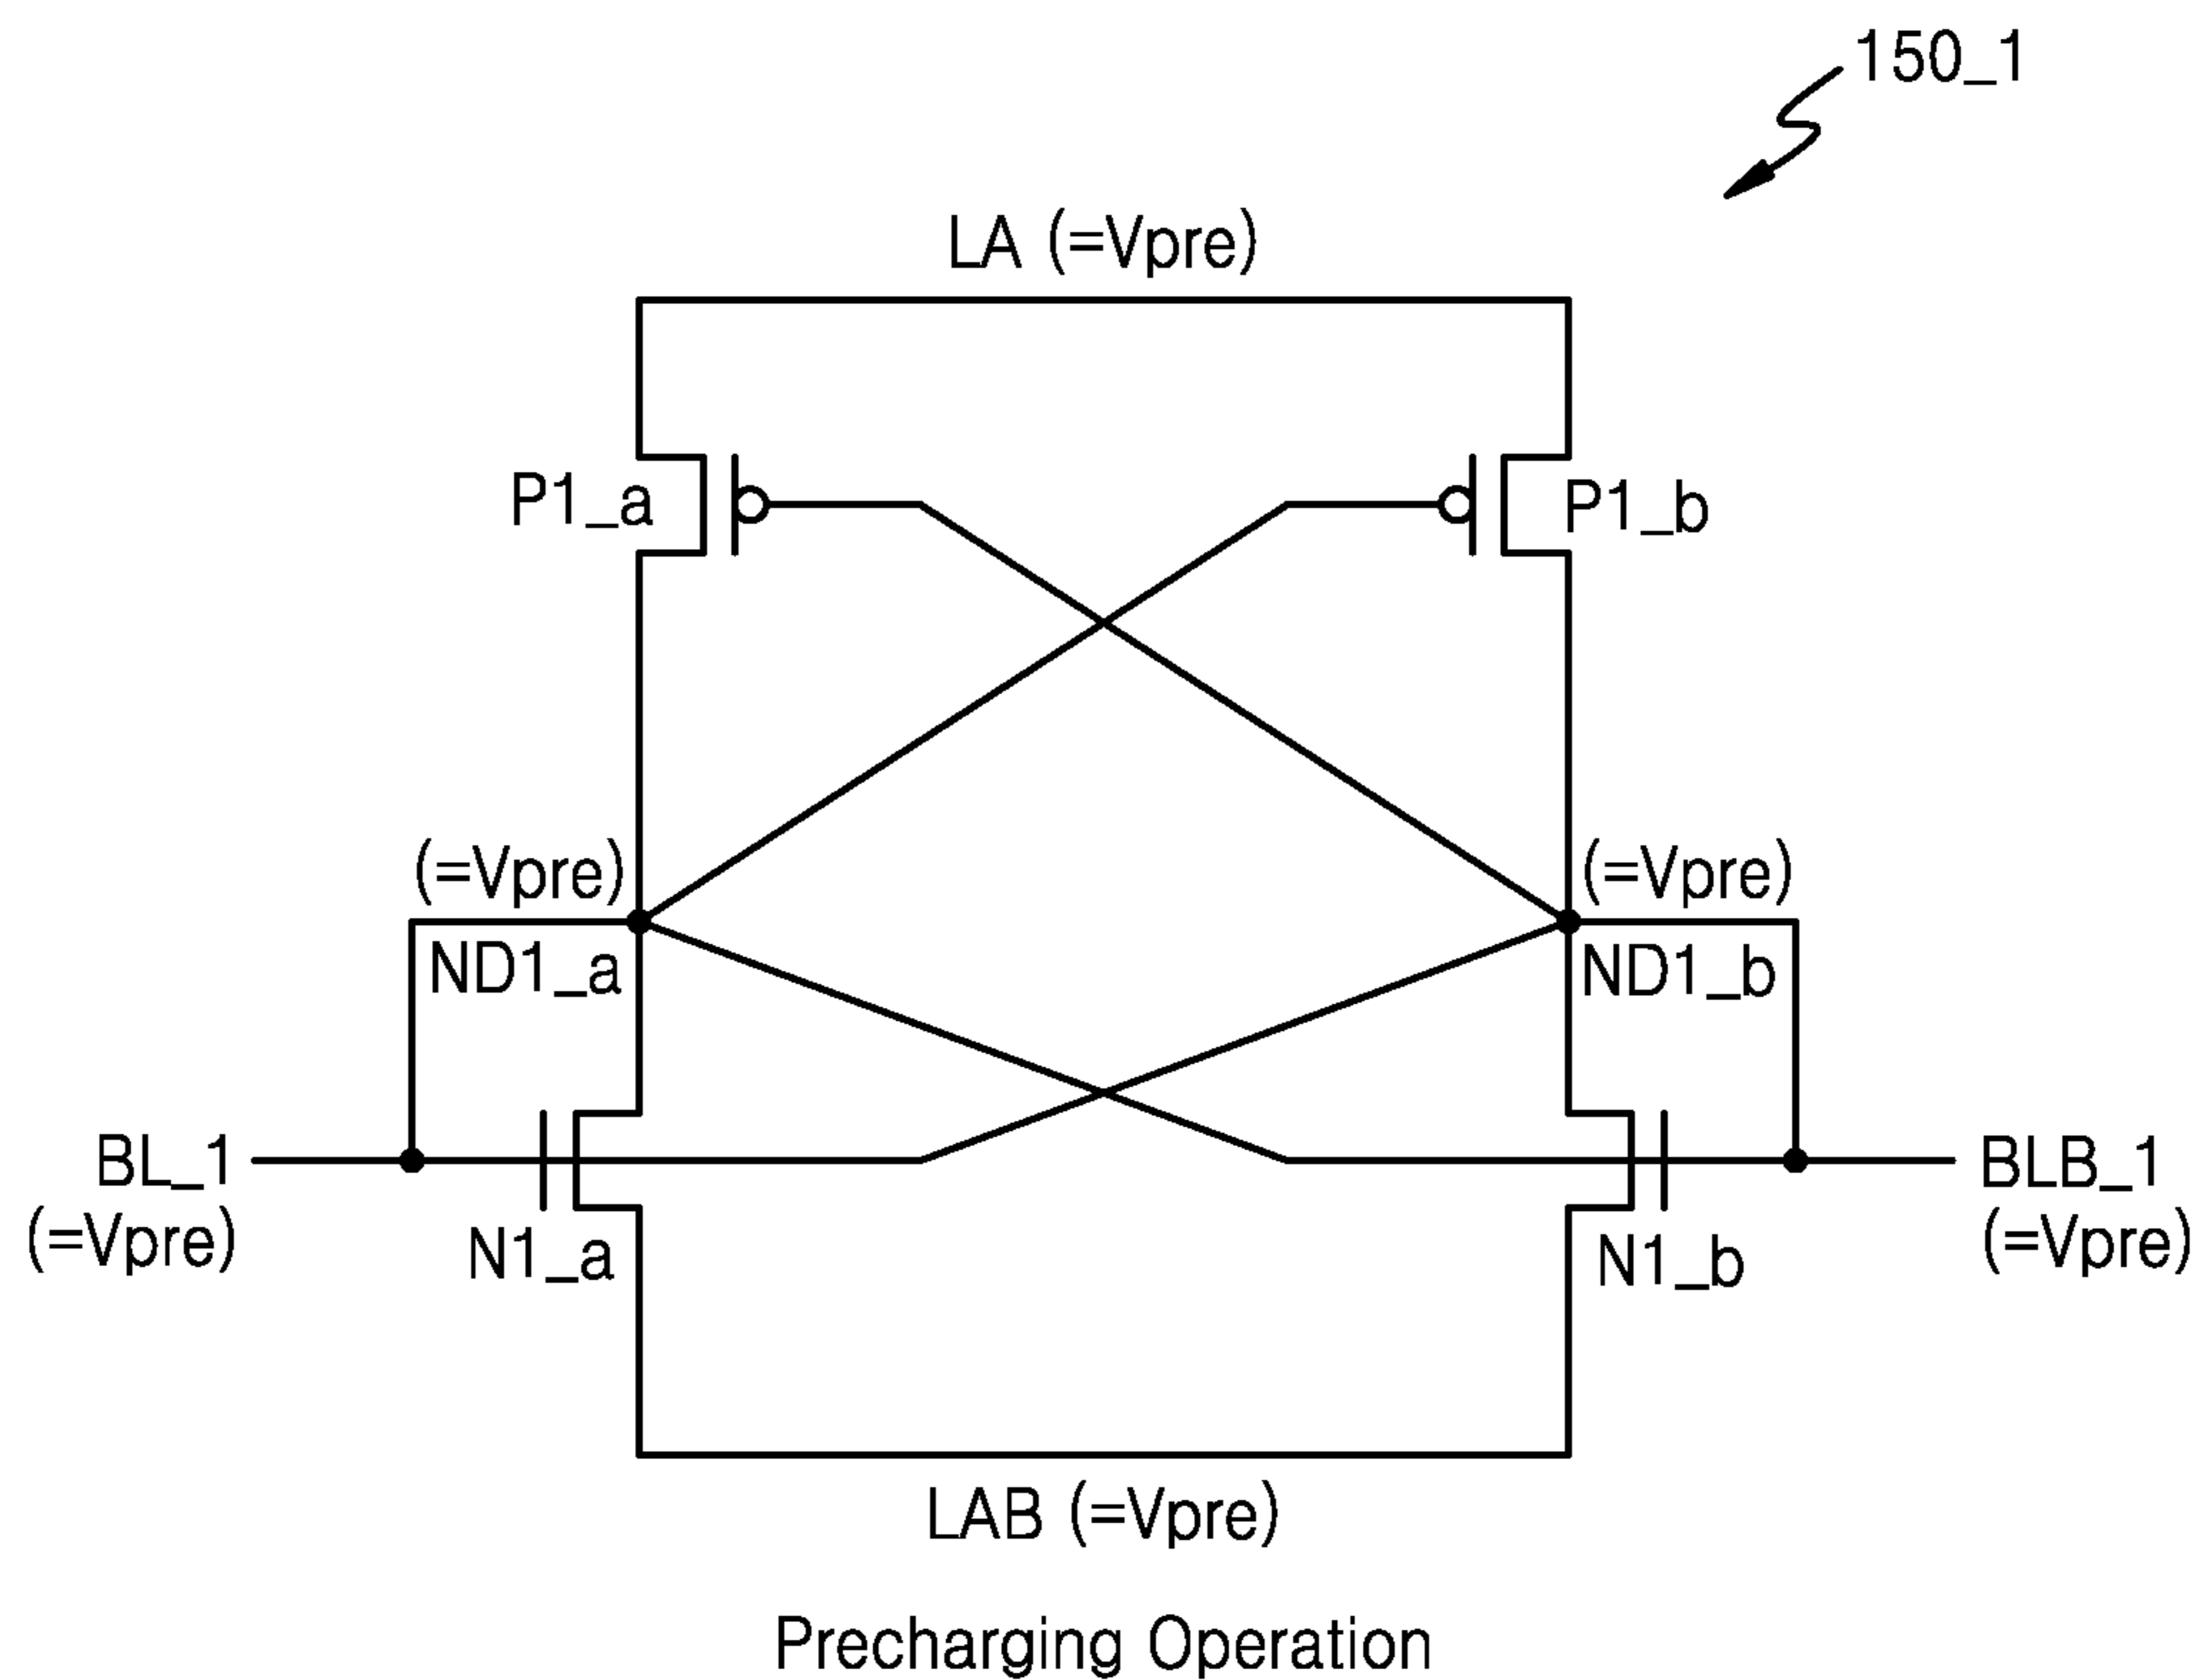 150_1
LA (=Vpre)
P1_a
P1_b
(=Vpre)
(=Vpre)
ND1_a
ND1_b
BL_1
(=Vpre)
BLB_1
(=Vpre)
N1_a
N1_b
LAB (=Vpre)
Precharging Operation